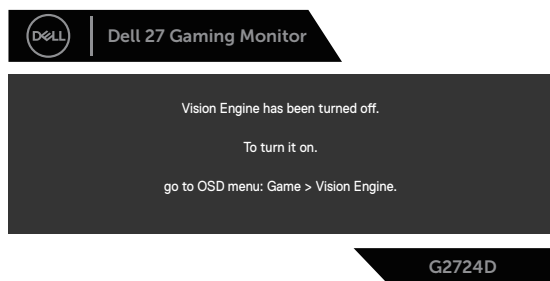 DELL
Dell 27 Gaming Monitor
Vision Engine has been turned off.
To turn it on.
go to OSD menu: Game > Vision Engine.
G2724D